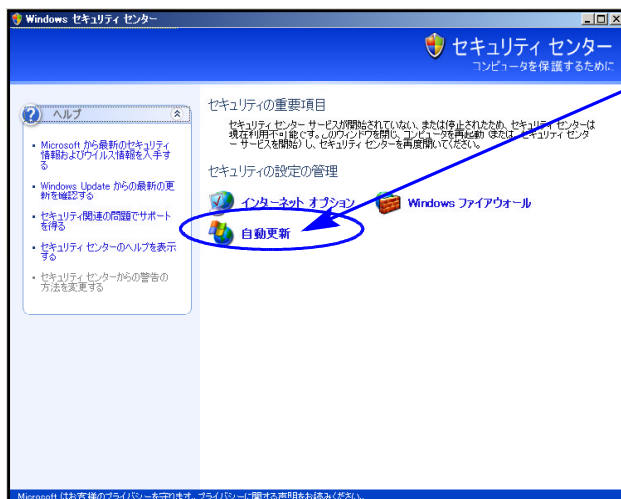 Windows セキュリティ センター
セキュリティ センター
コンピュータを保護するために
ヘルプ
・ Microsoft から最新のセキュリティ
情報およびウイルス情報を入手す
る
・ Windows Update からの最新の更
新を確認する
・ セキュリティ関連の問題でサポート
を得る
・ セキュリティ センターのヘルプを表示
する
・ セキュリティ センターからの警告の
方法を変更する
セキュリティの重要項目
セキュリティ センター サービスが開始されていない、または停止されたため、セキュリティ センターは
現在利用不可能です。このウィンドウを閉じ、コンピュータを再起動 (または、セキュリティ センタ
ー サービスを開始) し、セキュリティ センターを再度開いてください。
セキュリティの設定の管理
インターネット オプション
Windows ファイアウォール
自動更新
Microsoft はお客様のプライバシーを守ります。プライバシーに関する声明をお読みください。